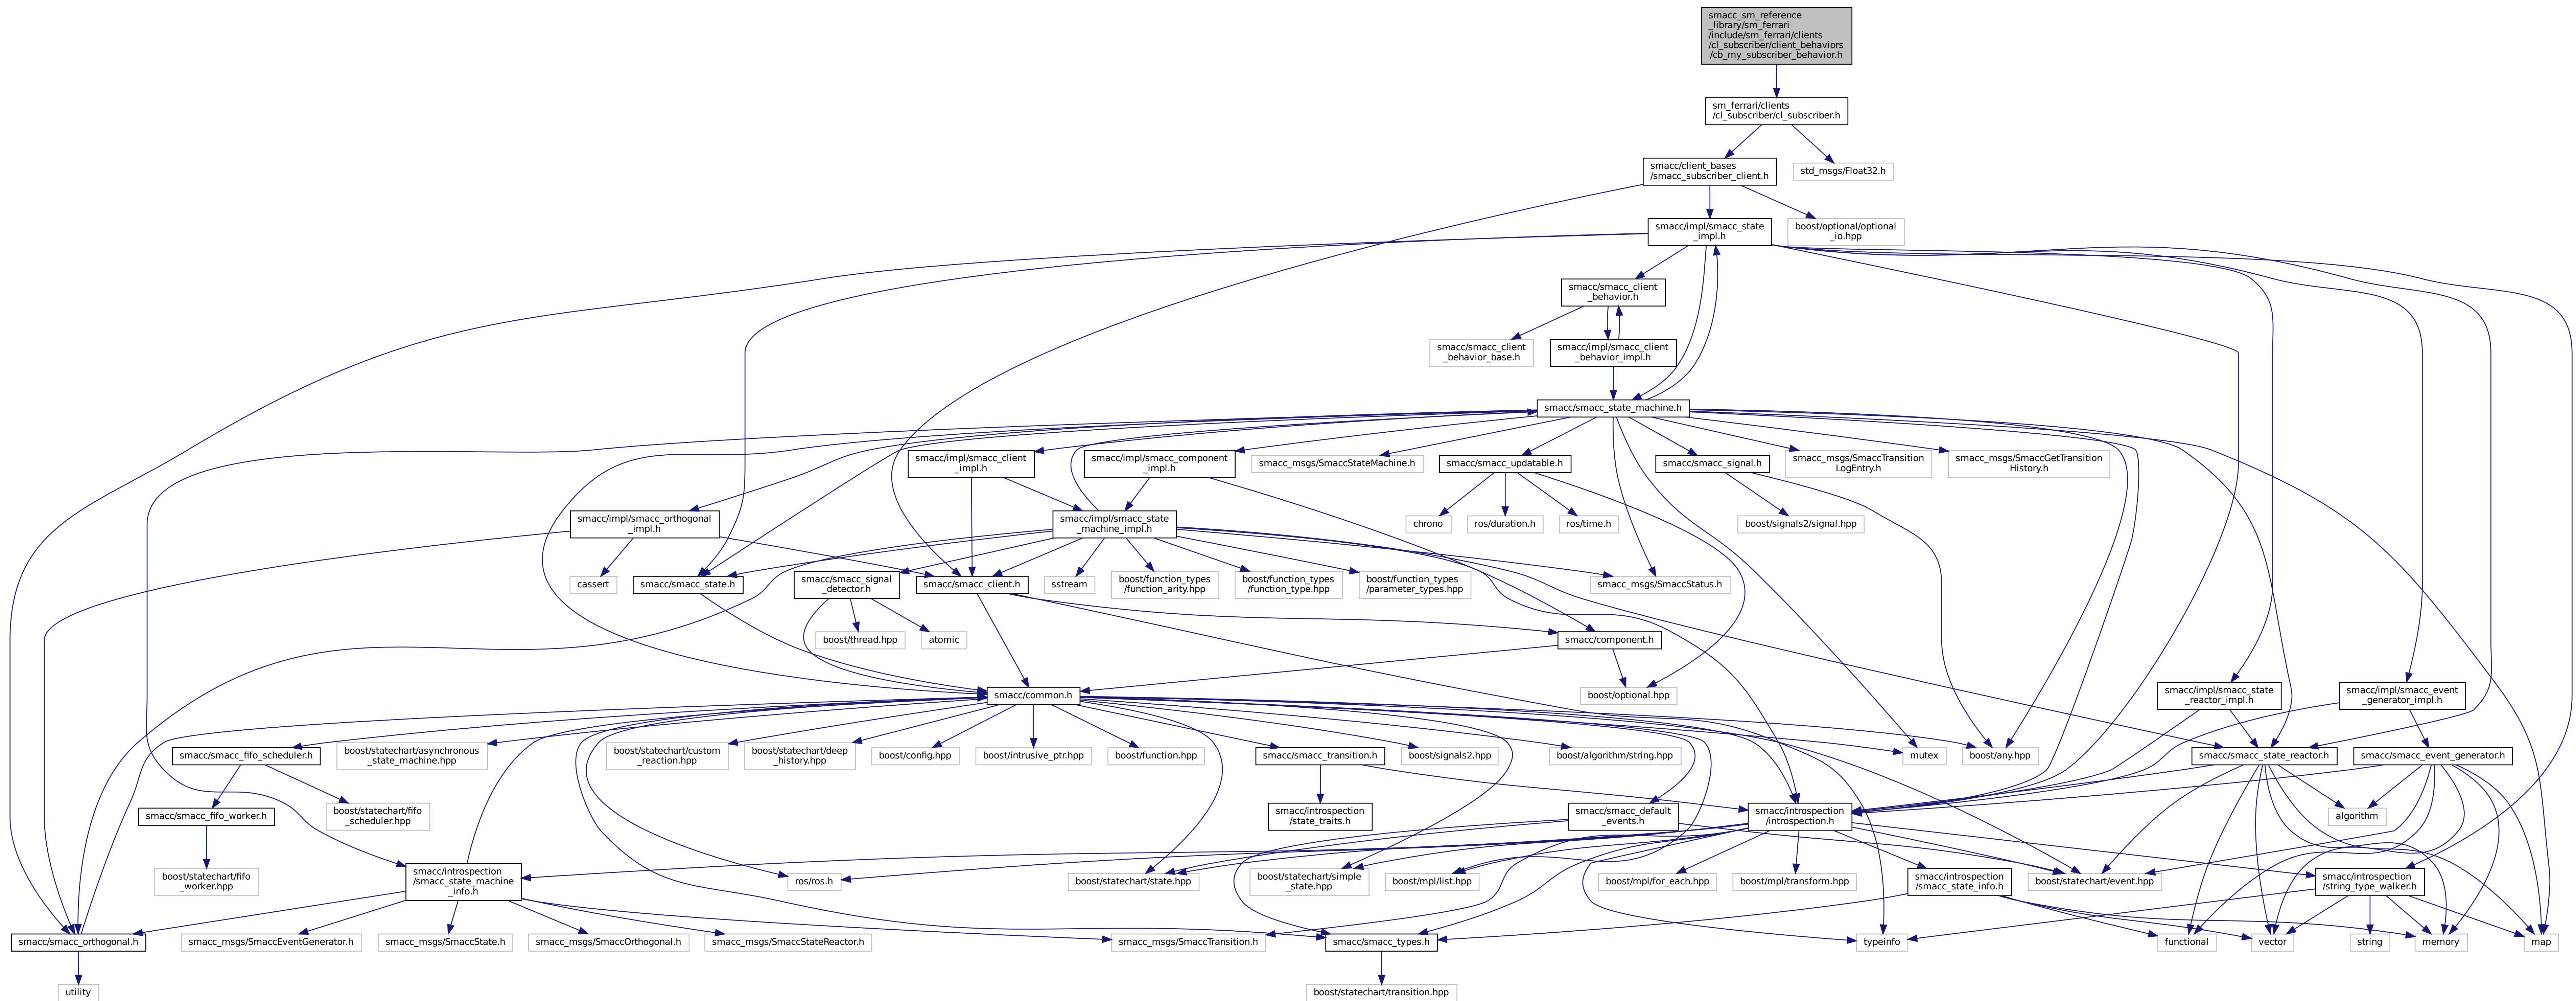 smacc_sm_reference
_library/sm_ferrari
/include/sm_ferrari/clients
/cl_subscriber/client_behaviors
/cb_my_subscriber_behavior.h
sm_ferrari/clients
/cl_subscriber/cl_subscriber.h
smacc/client_bases
/smacc_subscriber_client.h
std_msgs/Float32.h
smacc/impl/smacc_state
_impl.h
boost/optional/optional
_io.hpp
smacc/smacc_client
_behavior.h
smacc/smacc_client
_behavior_base.h
smacc/impl/smacc_client
_behavior_impl.h
smacc/smacc_state_machine.h
smacc/impl/smacc_client
_impl.h
smacc/impl/smacc_component
_impl.h
smacc_msgs/SmaccStateMachine.h
smacc/smacc_updatable.h
smacc/smacc_signal.h
smacc_msgs/SmaccTransition
LogEntry.h
smacc_msgs/SmaccGetTransition
History.h
smacc/impl/smacc_orthogonal
_impl.h
smacc/impl/smacc_state
_machine_impl.h
chrono
ros/duration.h
ros/time.h
boost/signals2/signal.hpp
cassert
smacc/smacc_state.h
smacc/smacc_signal
_detector.h
smacc/smacc_client.h
sstream
boost/function_types
/function_arity.hpp
boost/function_types
/function_type.hpp
boost/function_types
/parameter_types.hpp
smacc_msgs/SmaccStatus.h
boost/thread.hpp
atomic
smacc/component.h
smacc/common.h
boost/optional.hpp
smacc/impl/smacc_state
_reactor_impl.h
smacc/impl/smacc_event
_generator_impl.h
smacc/smacc_fifo_scheduler.h
boost/statechart/asynchronous
_state_machine.hpp
boost/statechart/custom
_reaction.hpp
boost/statechart/deep
_history.hpp
boost/config.hpp
boost/intrusive_ptr.hpp
boost/function.hpp
smacc/smacc_transition.h
boost/signals2.hpp
boost/algorithm/string.hpp
mutex
boost/any.hpp
smacc/smacc_state_reactor.h
smacc/smacc_event_generator.h
smacc/smacc_fifo_worker.h
boost/statechart/fifo
_scheduler.hpp
smacc/introspection
/state_traits.h
smacc/smacc_default
_events.h
smacc/introspection
/introspection.h
algorithm
boost/statechart/fifo
_worker.hpp
smacc/introspection
/smacc_state_machine
_info.h
ros/ros.h
boost/statechart/state.hpp
boost/statechart/simple
_state.hpp
boost/mpl/list.hpp
boost/mpl/for_each.hpp
boost/mpl/transform.hpp
smacc/introspection
/smacc_state_info.h
boost/statechart/event.hpp
smacc/introspection
/string_type_walker.h
smacc/smacc_orthogonal.h
smacc_msgs/SmaccEventGenerator.h
smacc_msgs/SmaccState.h
smacc_msgs/SmaccOrthogonal.h
smacc_msgs/SmaccStateReactor.h
smacc_msgs/SmaccTransition.h
smacc/smacc_types.h
typeinfo
functional
vector
string
memory
map
utility
boost/statechart/transition.hpp